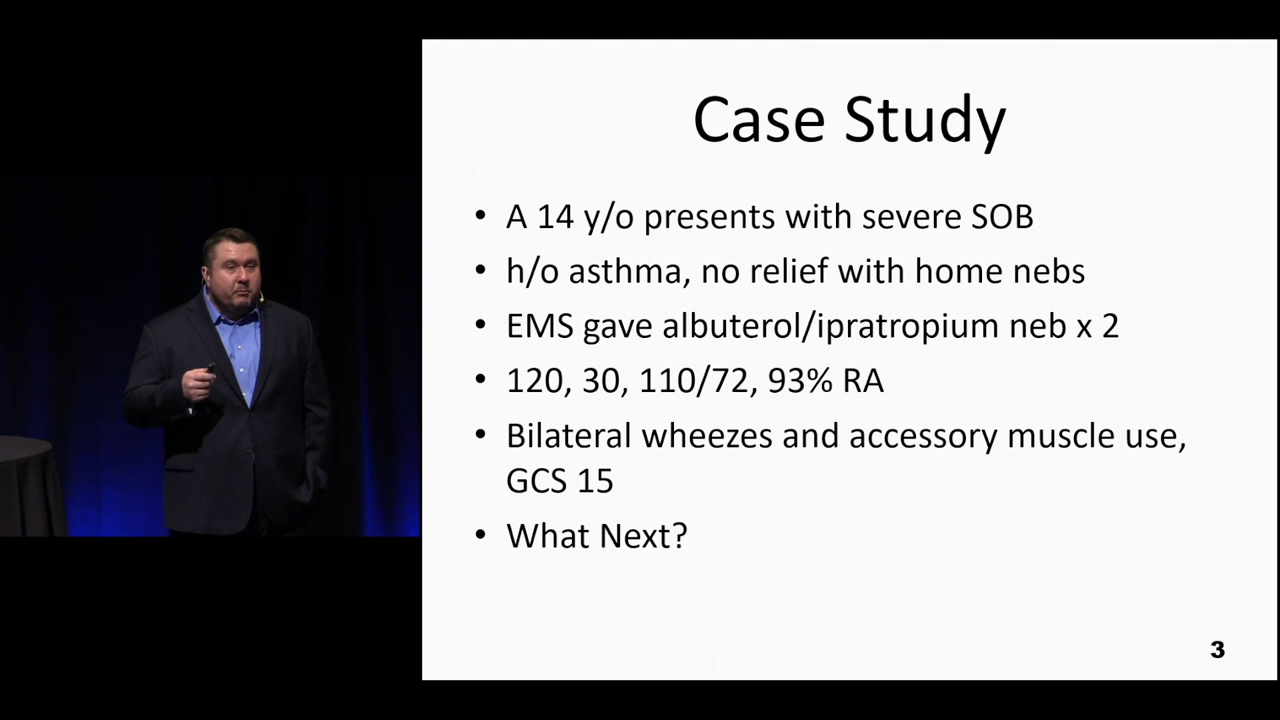 Case Study
• A 14 y/o presents with severe SOB
• h/o asthma, no relief with home nebs
• EMS gave albuterol/ipratropium neb x 2
• 120, 30, 110/72, 93% RA
• Bilateral wheezes and accessory muscle use,
GCS 15
• What Next?
3